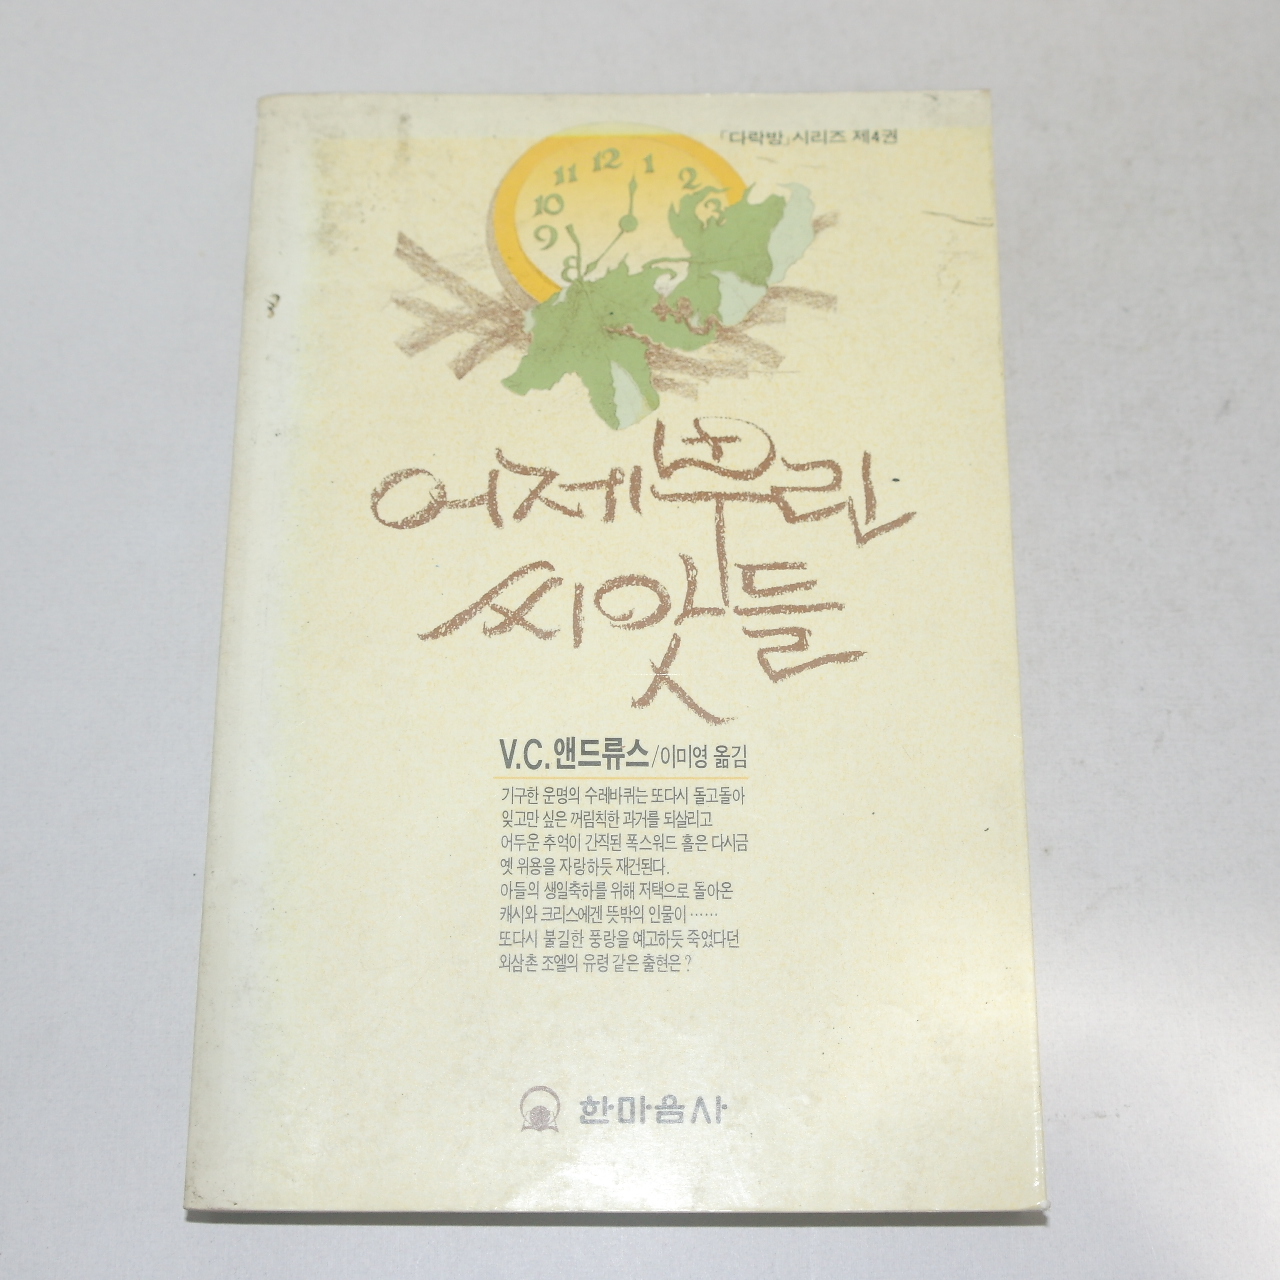 「다락방」시리즈 제4권
11 12 1
10 2
9 3
8
어제뿌린
씨앗들
V.C.앤드류스/이미영 옮김
기구한 운명의 수레바퀴는 또다시 돌고돌아
잊고만 싶은 꺼림칙한 과거를 되살리고
어두운 추억이 간직된 폭스워드 홀은 다시금
옛 위용을 자랑하듯 재건된다.
아들의 생일축하를 위해 저택으로 돌아온
캐시와 크리스에겐 뜻밖의 인물이……
또다시 불길한 풍랑을 예고하듯 죽었다던
외삼촌 조엘의 유령 같은 출현은?
한마음사